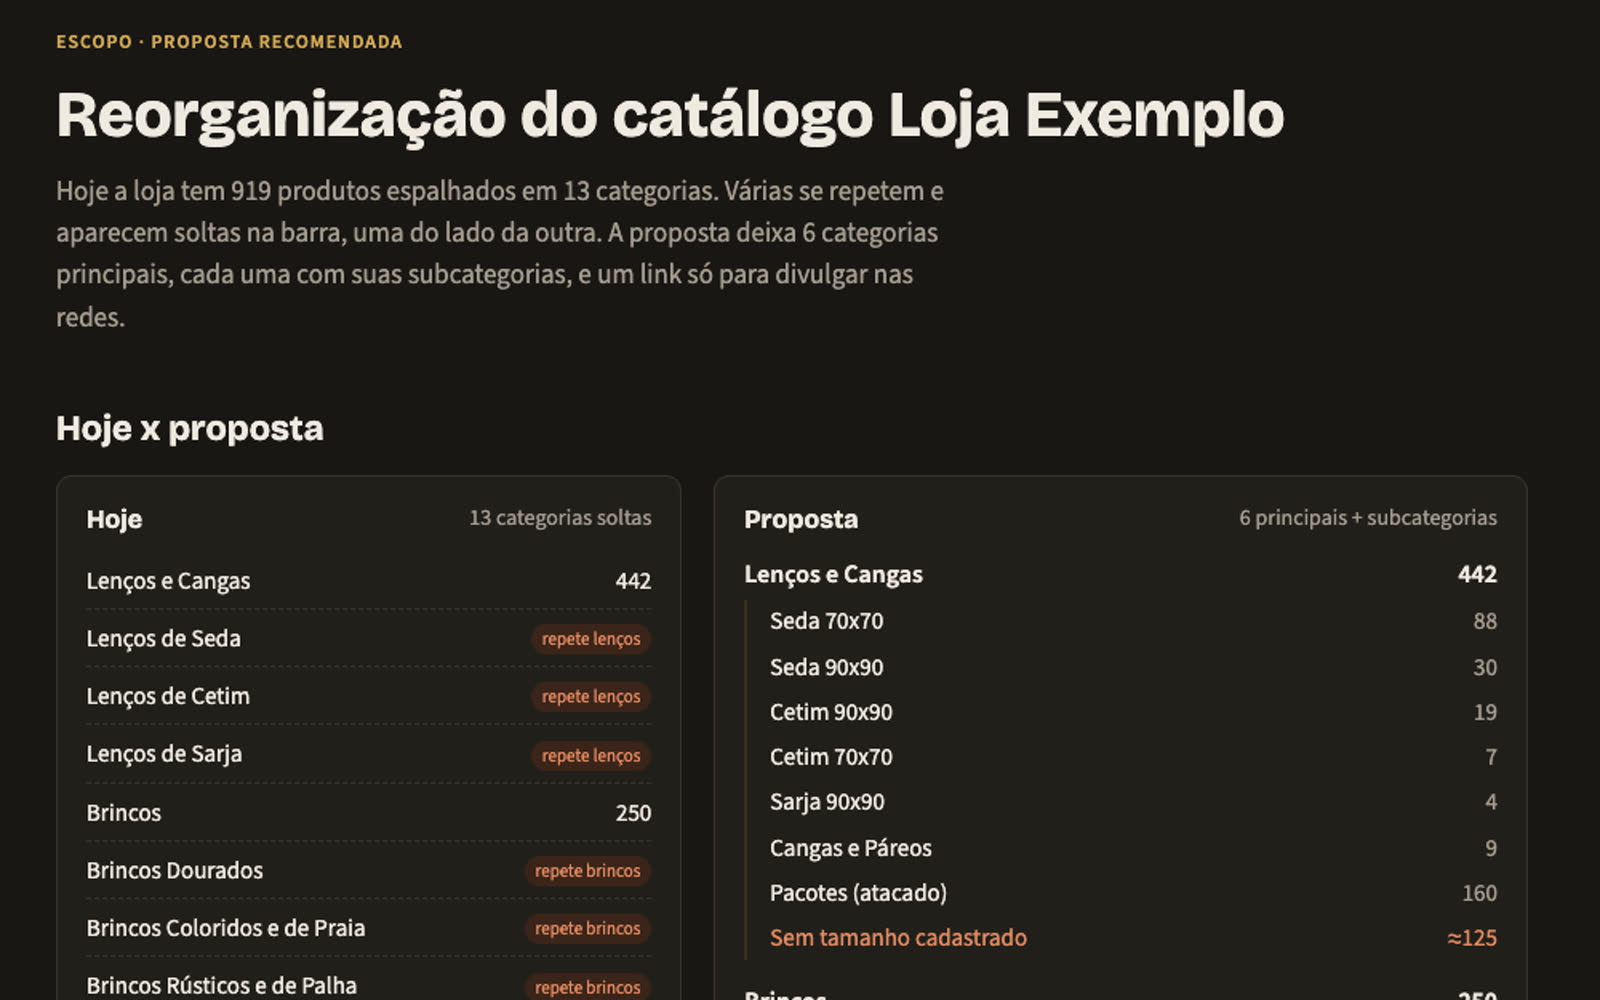 ESCOPO · PROPOSTA RECOMENDADA
Reorganização do catálogo Loja Exemplo
Hoje a loja tem 919 produtos espalhados em 13 categorias. Várias se repetem e
aparecem soltas na barra, uma do lado da outra. A proposta deixa 6 categorias
principais, cada uma com suas subcategorias, e um link só para divulgar nas
redes.
Hoje x proposta
Hoje 13 categorias soltas
Lenços e Cangas 442
Lenços de Seda repete lenços
Lenços de Cetim repete lenços
Lenços de Sarja repete lenços
Brincos 250
Brincos Dourados repete brincos
Brincos Coloridos e de Praia repete brincos
Brincos Rústicos e de Palha repete brincos
Proposta 6 principais + subcategorias
Lenços e Cangas 442
Seda 70x70 88
Seda 90x90 30
Cetim 90x90 19
Cetim 70x70 7
Sarja 90x90 4
Cangas e Páreos 9
Pacotes (atacado) 160
Sem tamanho cadastrado ≈125
Brincos 250